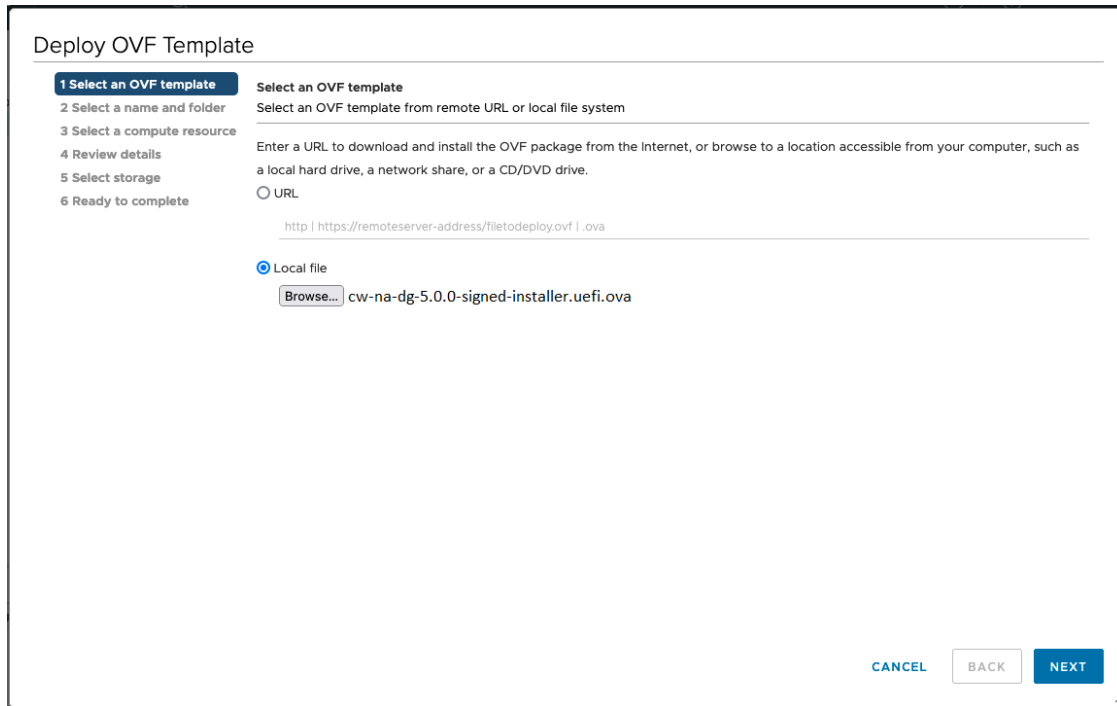 Deploy OVF Template
1 Select an OVF template
2 Select a name and folder
3 Select a compute resource
4 Review details
5 Select storage
6 Ready to complete
Select an OVF template
Select an OVF template from remote URL or local file system
Enter a URL to download and install the OVF package from the Internet, or browse to a location accessible from your computer, such as
a local hard drive, a network share, or a CD/DVD drive.
URL
http | https://remoteserver-address/filetodeploy.ovf | .ova
Local file
Browse... cw-na-dg-5.0.0-signed-installer.uefi.ova
CANCEL BACK NEXT